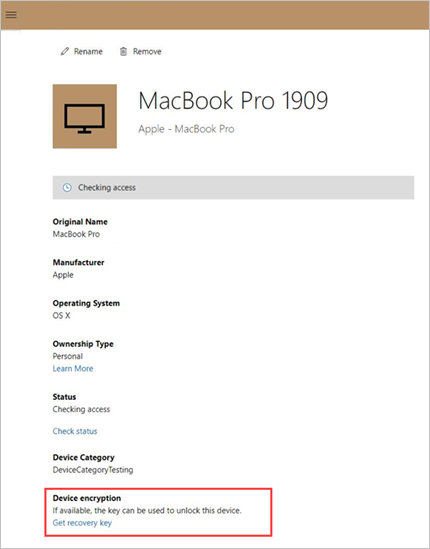 Rename
Remove
MacBook Pro 1909
Apple - MacBook Pro
Checking access
Original Name
MacBook Pro
Manufacturer
Apple
Operating System
OS X
Ownership Type
Personal
Learn More
Status
Checking access
Check status
Device Category
DeviceCategoryTesting
Device encryption
If available, the key can be used to unlock this device.
Get recovery key